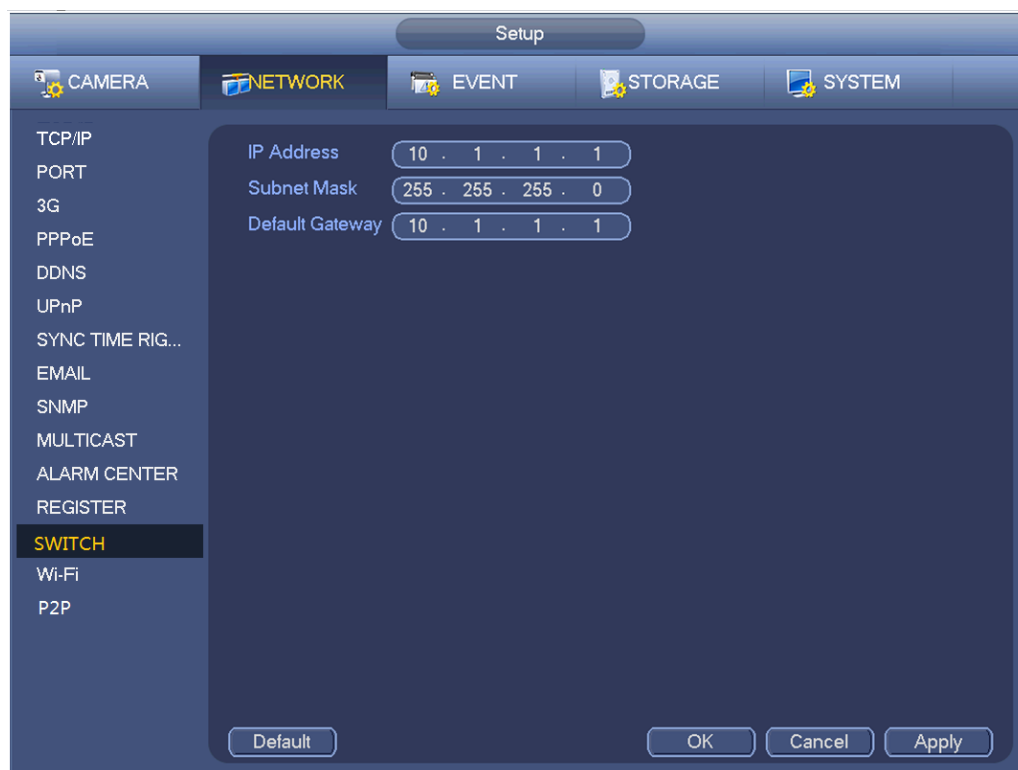 Setup
CAMERA NETWORK EVENT STORAGE SYSTEM
TCP/IP
PORT
3G
PPPoE
DDNS
UPnP
SYNC TIME RIG...
EMAIL
SNMP
MULTICAST
ALARM CENTER
REGISTER
SWITCH
Wi-Fi
P2P
IP Address 10 . 1 . 1 . 1
Subnet Mask 255 . 255 . 255 . 0
Default Gateway 10 . 1 . 1 . 1
Default OK Cancel Apply